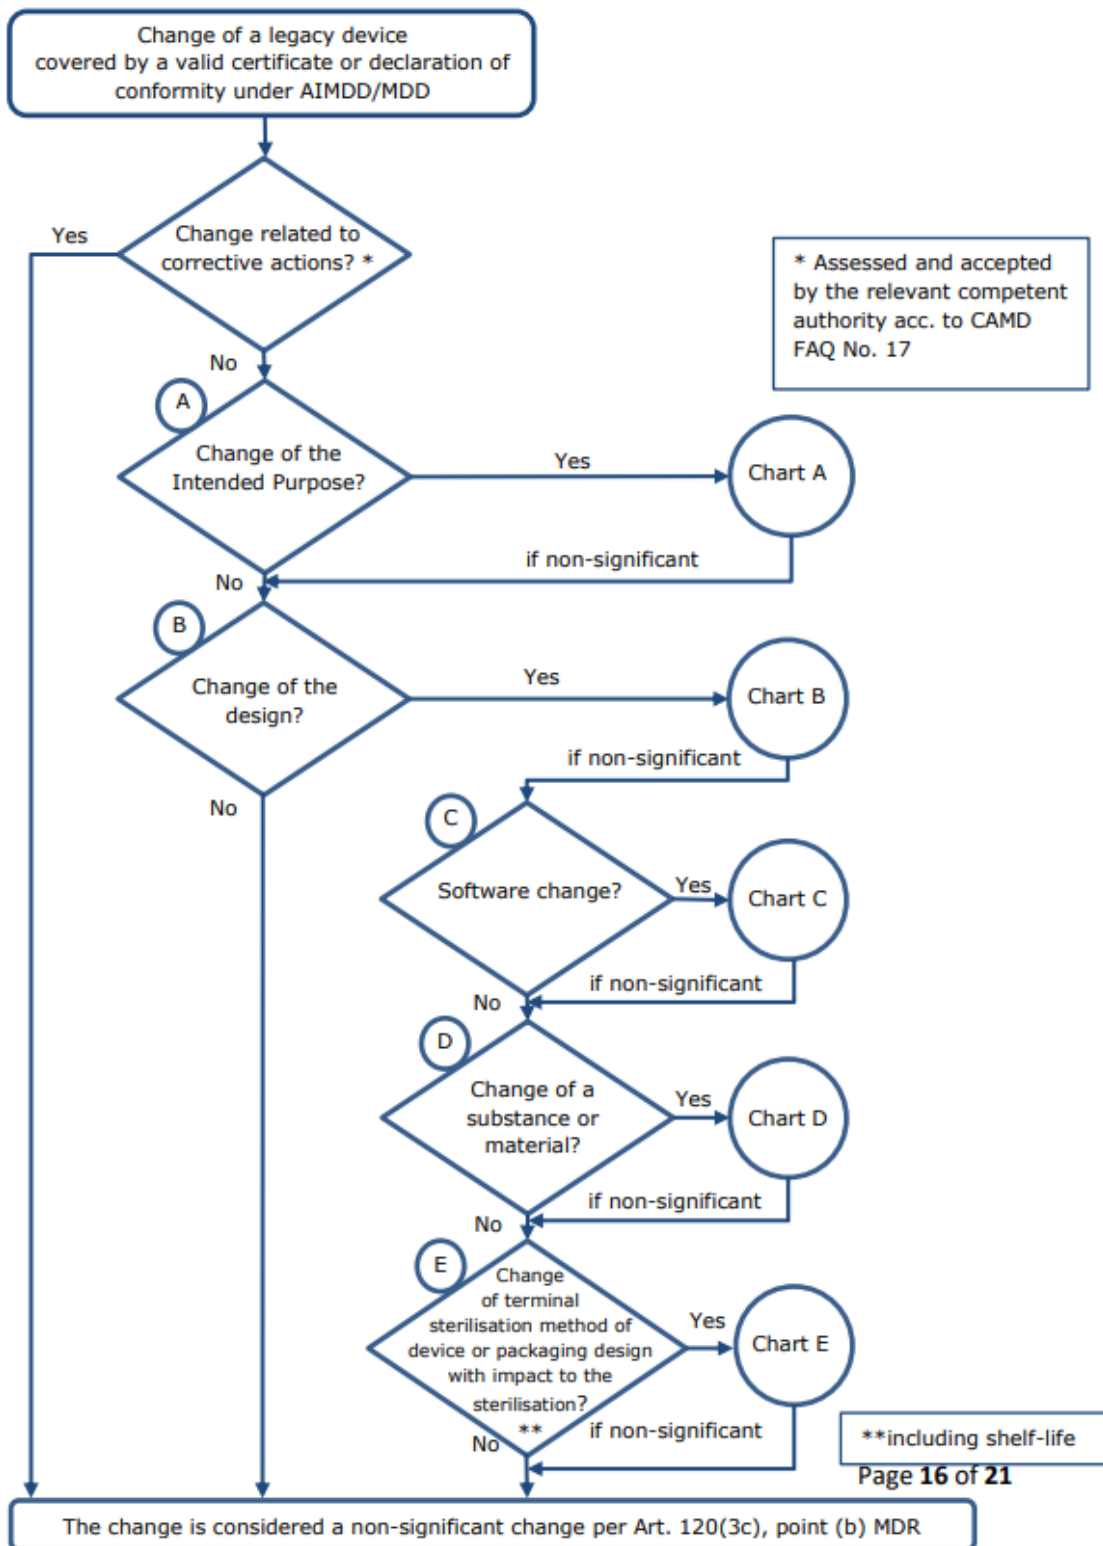 Change of a legacy device
covered by a valid certificate or declaration of
conformity under AIMDD/MDD
Yes
Change related to
corrective actions? *
* Assessed and accepted
by the relevant competent
authority acc. to CAMD
FAQ No. 17
No
A
Change of the
Intended Purpose?
Yes
Chart A
if non-significant
No
B
Change of the
design?
Yes
Chart B
if non-significant
No
C
Software change?
Yes
Chart C
if non-significant
No
D
Change of a
substance or
material?
Yes
Chart D
if non-significant
No
E
Change
of terminal
sterilisation method of
device or packaging design
with impact to the
sterilisation?
**
Yes
Chart E
if non-significant
No
**including shelf-life
Page 16 of 21
The change is considered a non-significant change per Art. 120(3c), point (b) MDR